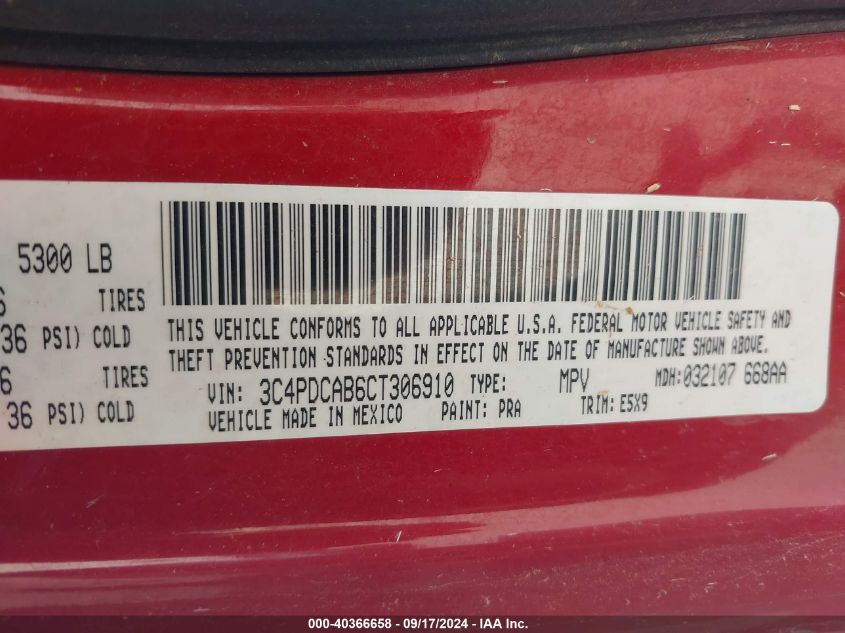 5300 LB
6 TIRES
36 PSI) COLD
6 TIRES
36 PSI) COLD
THIS VEHICLE CONFORMS TO ALL APPLICABLE U.S.A. FEDERAL MOTOR VEHICLE SAFETY AND
THEFT PREVENTION STANDARDS IN EFFECT ON THE DATE OF MANUFACTURE SHOWN ABOVE.
VIN: 3C4PDCAB6CT306910 TYPE: MPV MDH:032107 668AA
VEHICLE MADE IN MEXICO PAINT: PRA TRIM: E5X9
000-40366658 - 09/17/2024 - IAA Inc.